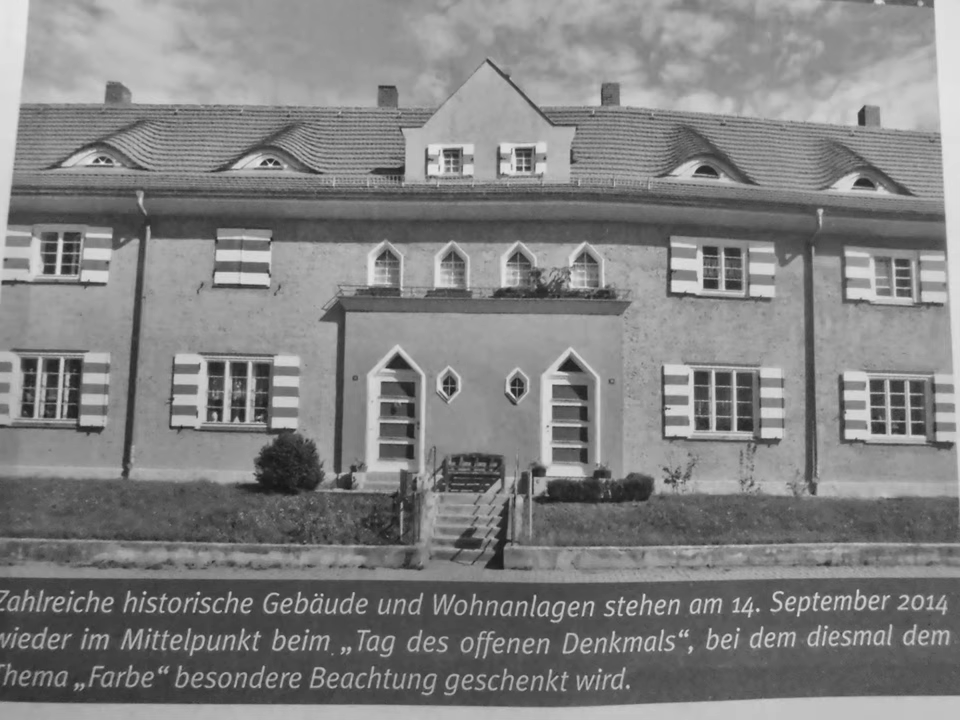 Zahlreiche historische Gebäude und Wohnanlagen stehen am 14. September 2014
wieder im Mittelpunkt beim „Tag des offenen Denkmals“, bei dem diesmal dem
Thema „Farbe“ besondere Beachtung geschenkt wird.